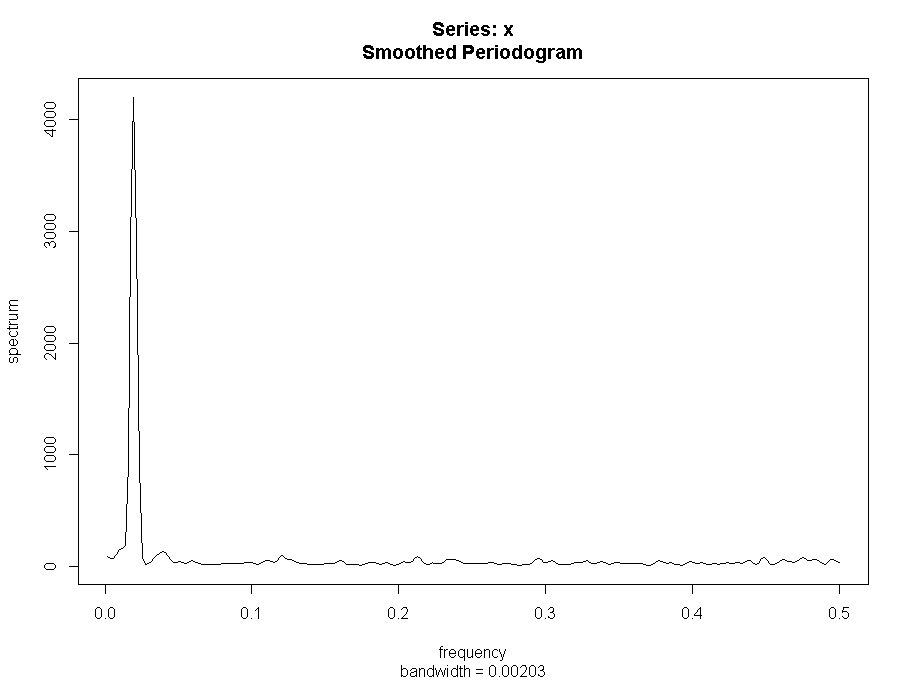 Series: x
Smoothed Periodogram
spectrum
4000
3000
2000
1000
0
0.0 0.1 0.2 0.3 0.4 0.5
frequency
bandwidth = 0.00203